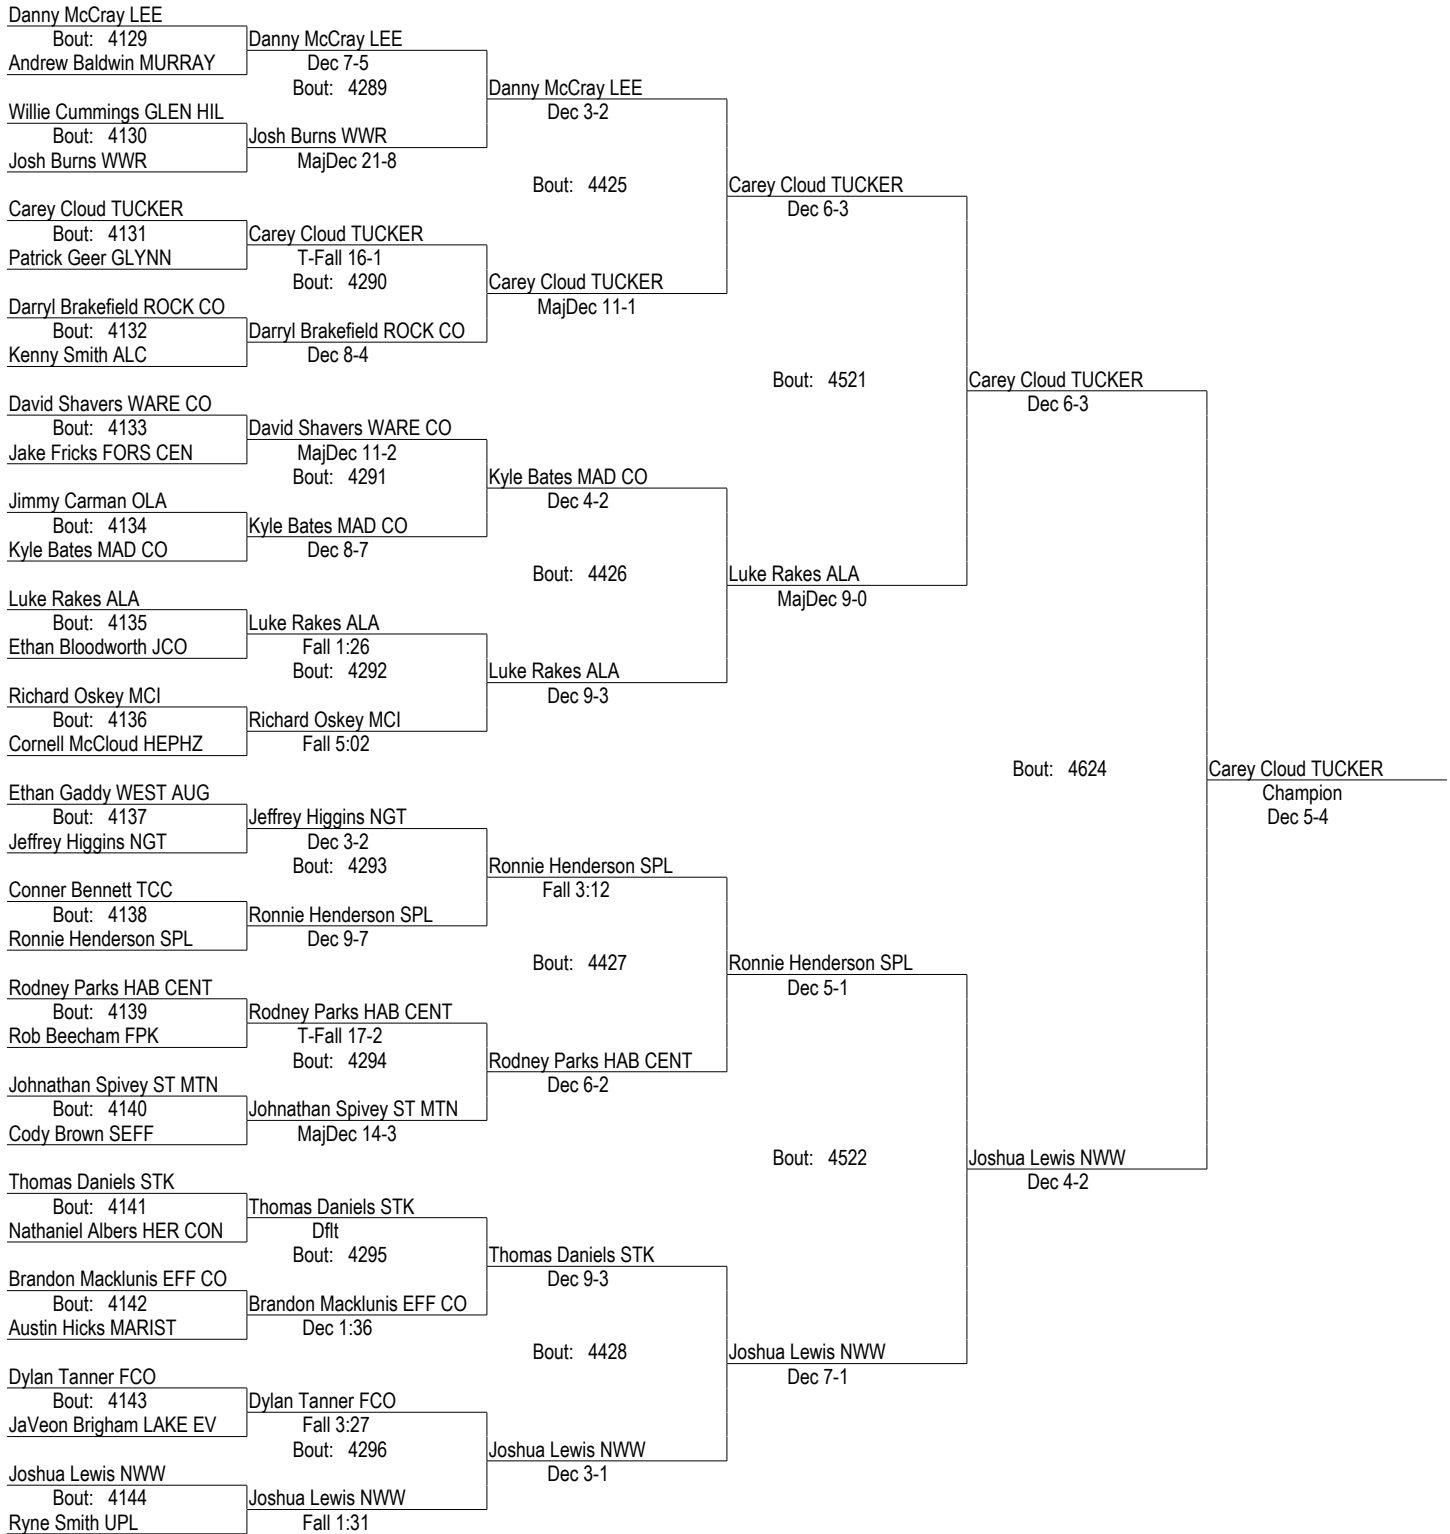 Danny McCray LEE
Bout: 4129
Danny McCray LEE
Andrew Baldwin MURRAY
Dec 7-5
Bout: 4289
Danny McCray LEE
Willie Cummings GLEN HIL
Dec 3-2
Bout: 4130
Josh Burns WWR
Josh Burns WWR
MajDec 21-8
Bout: 4425
Carey Cloud TUCKER
Carey Cloud TUCKER
Dec 6-3
Bout: 4131
Carey Cloud TUCKER
Patrick Geer GLYNN
T-Fall 16-1
Bout: 4290
Carey Cloud TUCKER
Darryl Brakefield ROCK CO
MajDec 11-1
Bout: 4132
Darryl Brakefield ROCK CO
Kenny Smith ALC
Dec 8-4
Bout: 4521
Carey Cloud TUCKER
David Shavers WARE CO
Dec 6-3
Bout: 4133
David Shavers WARE CO
Jake Fricks FORS CEN
MajDec 11-2
Bout: 4291
Kyle Bates MAD CO
Jimmy Carman OLA
Dec 4-2
Bout: 4134
Kyle Bates MAD CO
Kyle Bates MAD CO
Dec 8-7
Bout: 4426
Luke Rakes ALA
Luke Rakes ALA
MajDec 9-0
Bout: 4135
Luke Rakes ALA
Ethan Bloodworth JCO
Fall 1:26
Bout: 4292
Luke Rakes ALA
Richard Oskey MCI
Dec 9-3
Bout: 4136
Richard Oskey MCI
Cornell McCloud HEPHZ
Fall 5:02
Bout: 4624
Carey Cloud TUCKER
Ethan Gaddy WEST AUG
Champion
Bout: 4137
Jeffrey Higgins NGT
Dec 5-4
Jeffrey Higgins NGT
Dec 3-2
Bout: 4293
Ronnie Henderson SPL
Conner Bennett TCC
Fall 3:12
Bout: 4138
Ronnie Henderson SPL
Ronnie Henderson SPL
Dec 9-7
Bout: 4427
Ronnie Henderson SPL
Rodney Parks HAB CENT
Dec 5-1
Bout: 4139
Rodney Parks HAB CENT
Rob Beecham FPK
T-Fall 17-2
Bout: 4294
Rodney Parks HAB CENT
Johnathan Spivey ST MTN
Dec 6-2
Bout: 4140
Johnathan Spivey ST MTN
Cody Brown SEFF
MajDec 14-3
Bout: 4522
Joshua Lewis NWW
Thomas Daniels STK
Dec 4-2
Bout: 4141
Thomas Daniels STK
Nathaniel Albers HER CON
Dflt
Bout: 4295
Thomas Daniels STK
Brandon Macklunis EFF CO
Dec 9-3
Bout: 4142
Brandon Macklunis EFF CO
Austin Hicks MARIST
Dec 1:36
Bout: 4428
Joshua Lewis NWW
Dylan Tanner FCO
Dec 7-1
Bout: 4143
Dylan Tanner FCO
JaVeon Brigham LAKE EV
Fall 3:27
Bout: 4296
Joshua Lewis NWW
Joshua Lewis NWW
Dec 3-1
Bout: 4144
Joshua Lewis NWW
Ryne Smith UPL
Fall 1:31